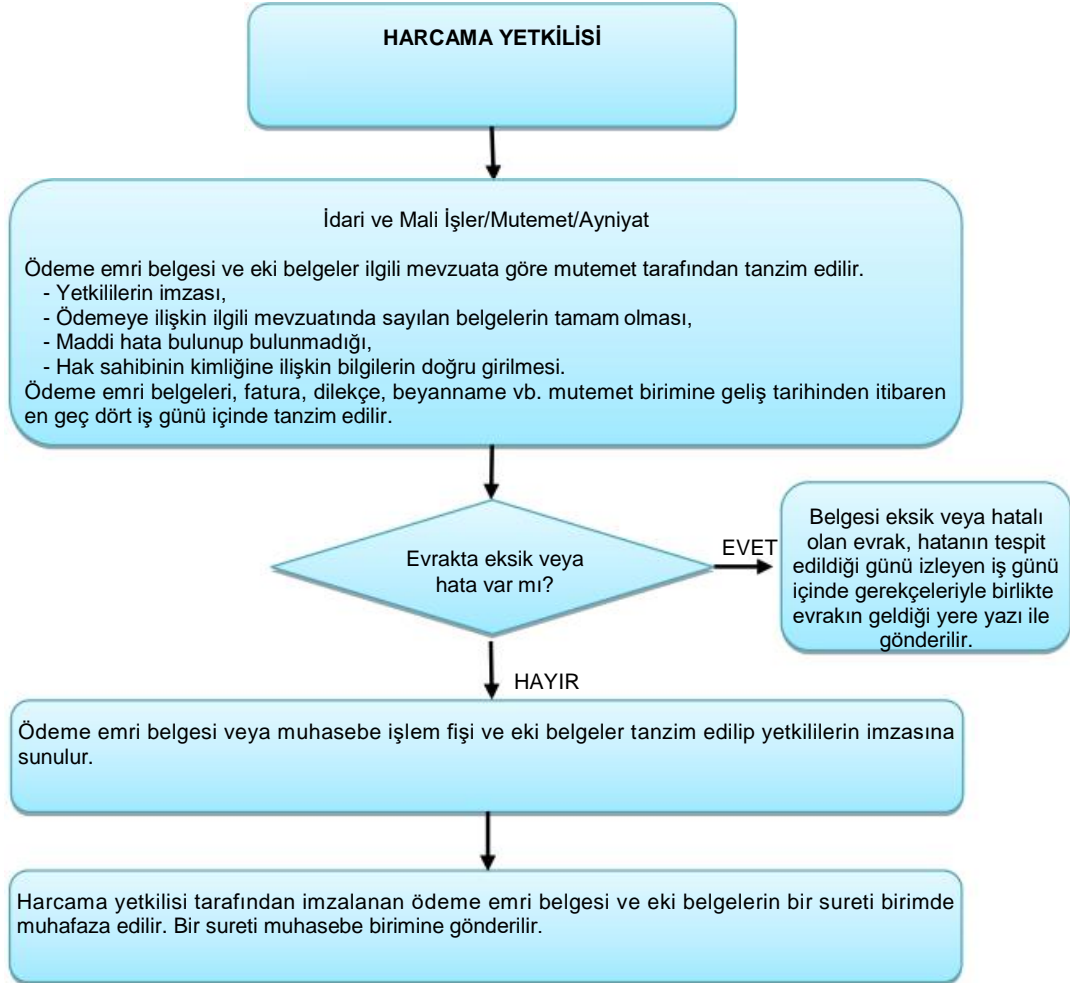 HARCAMA YETKİLİSİ
İdari ve Mali İşler/Mutemet/Ayniyat
Ödeme emri belgesi ve eki belgeler ilgili mevzuata göre mutemet tarafından tanzim edilir.
- Yetkililerin imzası,
- Ödemeye ilişkin ilgili mevzuatında sayılan belgelerin tamam olması,
- Maddi hata bulunup bulunmadığı,
- Hak sahibinin kimliğine ilişkin bilgilerin doğru girilmesi.
Ödeme emri belgeleri, fatura, dilekçe, beyanname vb. mutemet birimine geliş tarihinden itibaren
en geç dört iş günü içinde tanzim edilir.
Evrakta eksik veya
hata var mı?
EVET
Belgesi eksik veya hatalı
olan evrak, hatanın tespit
edildiği günü izleyen iş günü
içinde gerekçeleriyle birlikte
evrakın geldiği yere yazı ile
gönderilir.
HAYIR
Ödeme emri belgesi veya muhasebe işlem fişi ve eki belgeler tanzim edilip yetkililerin imzasına
sunulur.
Harcama yetkilisi tarafından imzalanan ödeme emri belgesi ve eki belgelerin bir sureti birimde
muhafaza edilir. Bir sureti muhasebe birimine gönderilir.